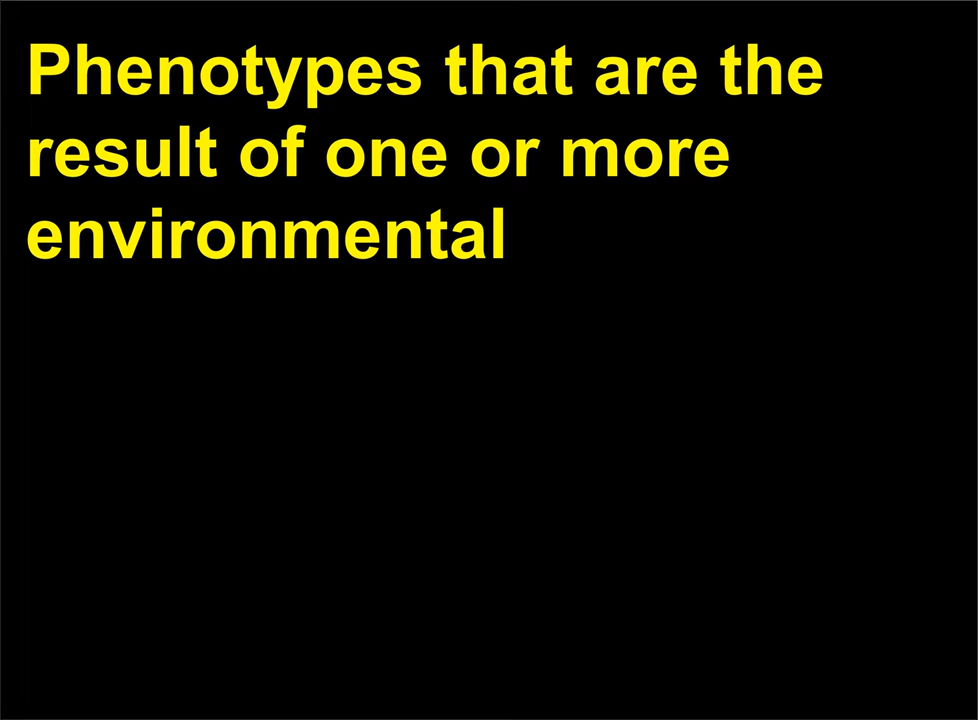 Phenotypes that are the
result of one or more
environmental